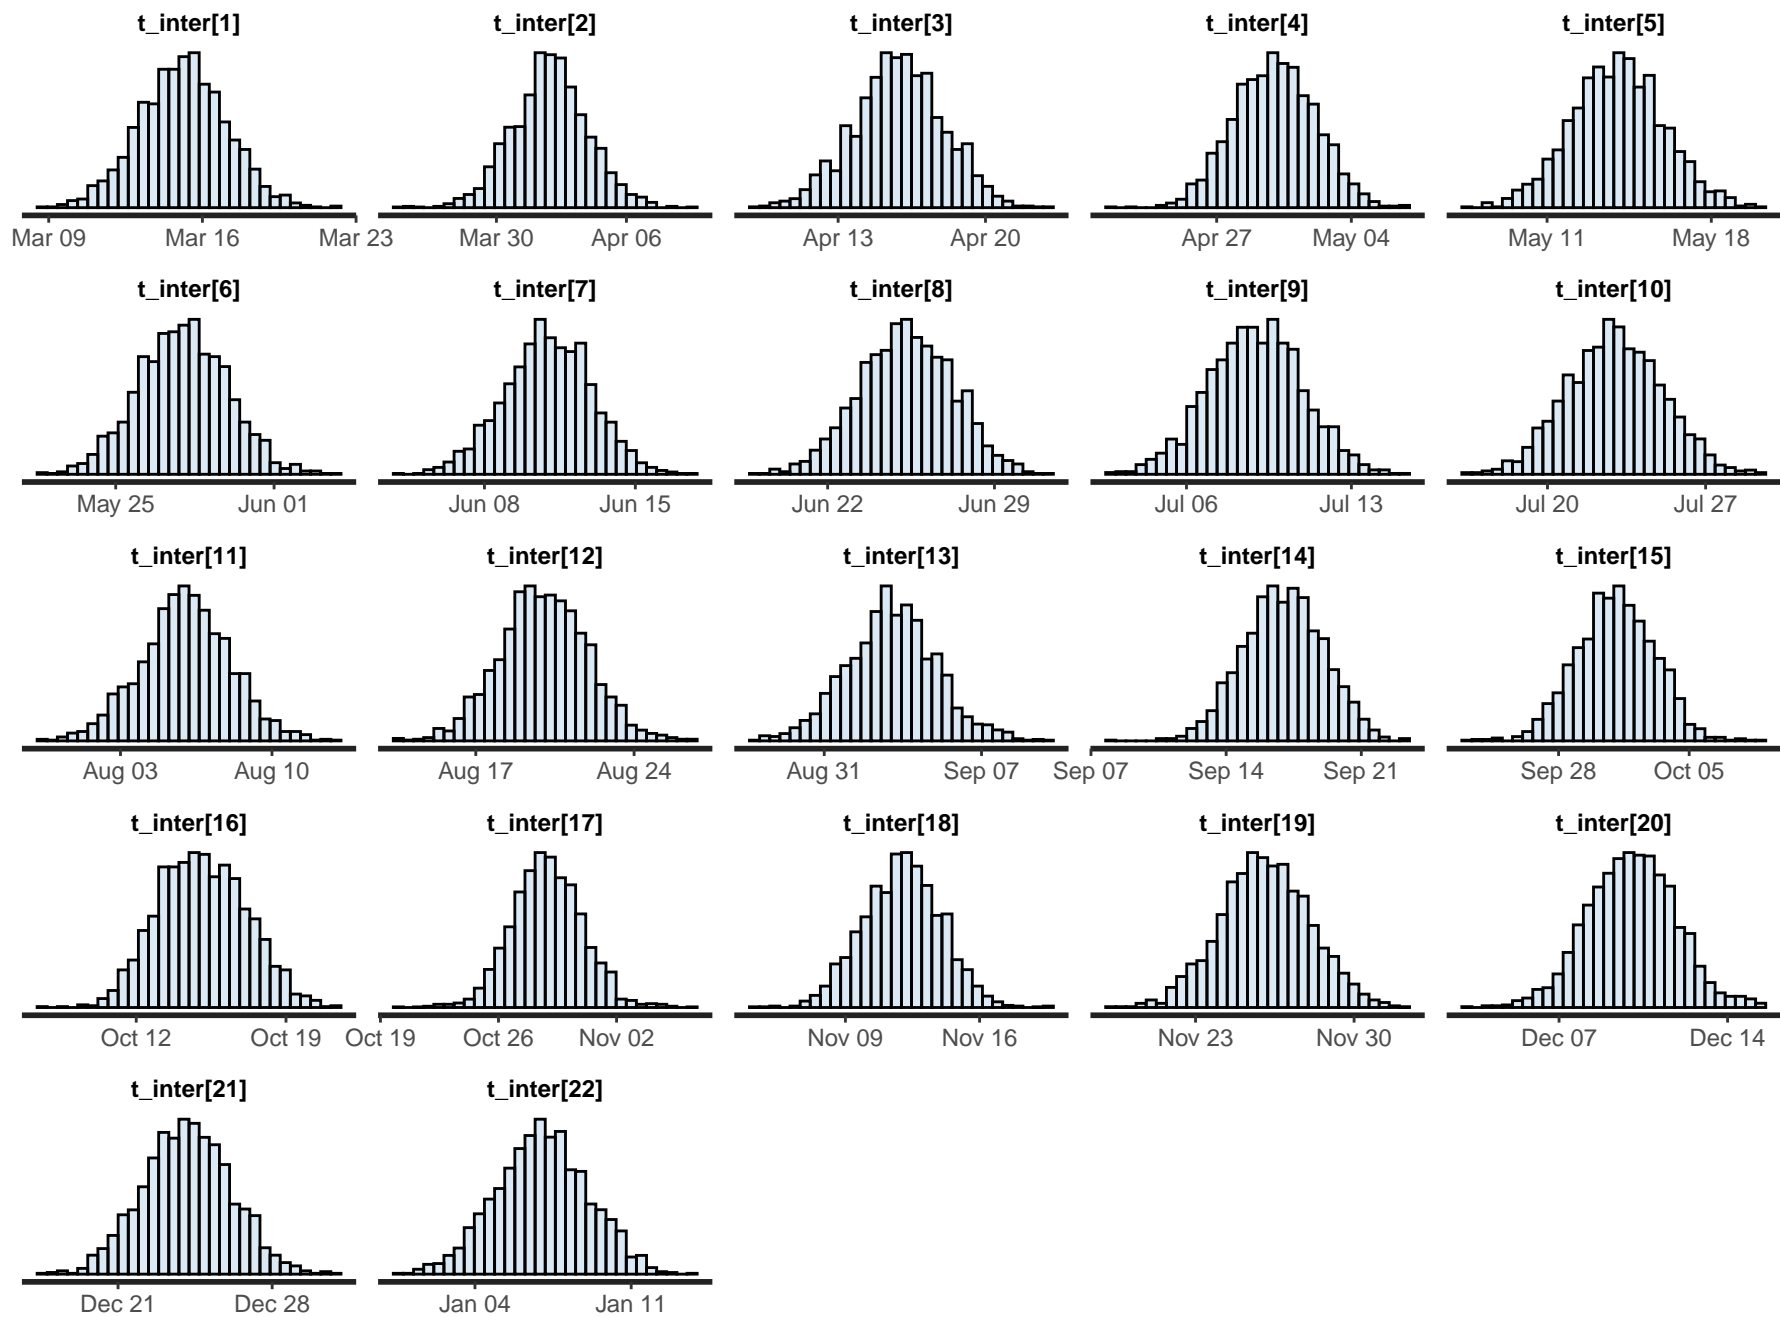 t_inter[1] t_inter[2] t_inter[3] t_inter[4] t_inter[5]
Mar 09 Mar 16 Mar 23 Mar 30 Apr 06 Apr 13 Apr 20 Apr 27 May 04 May 11 May 18
t_inter[6] t_inter[7] t_inter[8] t_inter[9] t_inter[10]
May 25 Jun 01 Jun 08 Jun 15 Jun 22 Jun 29 Jul 06 Jul 13 Jul 20 Jul 27
t_inter[11] t_inter[12] t_inter[13] t_inter[14] t_inter[15]
Aug 03 Aug 10 Aug 17 Aug 24 Aug 31 Sep 07 Sep 07 Sep 14 Sep 21 Sep 28 Oct 05
t_inter[16] t_inter[17] t_inter[18] t_inter[19] t_inter[20]
Oct 12 Oct 19 Oct 19 Oct 26 Nov 02 Nov 09 Nov 16 Nov 23 Nov 30 Dec 07 Dec 14
t_inter[21] t_inter[22]
Dec 21 Dec 28 Jan 04 Jan 11